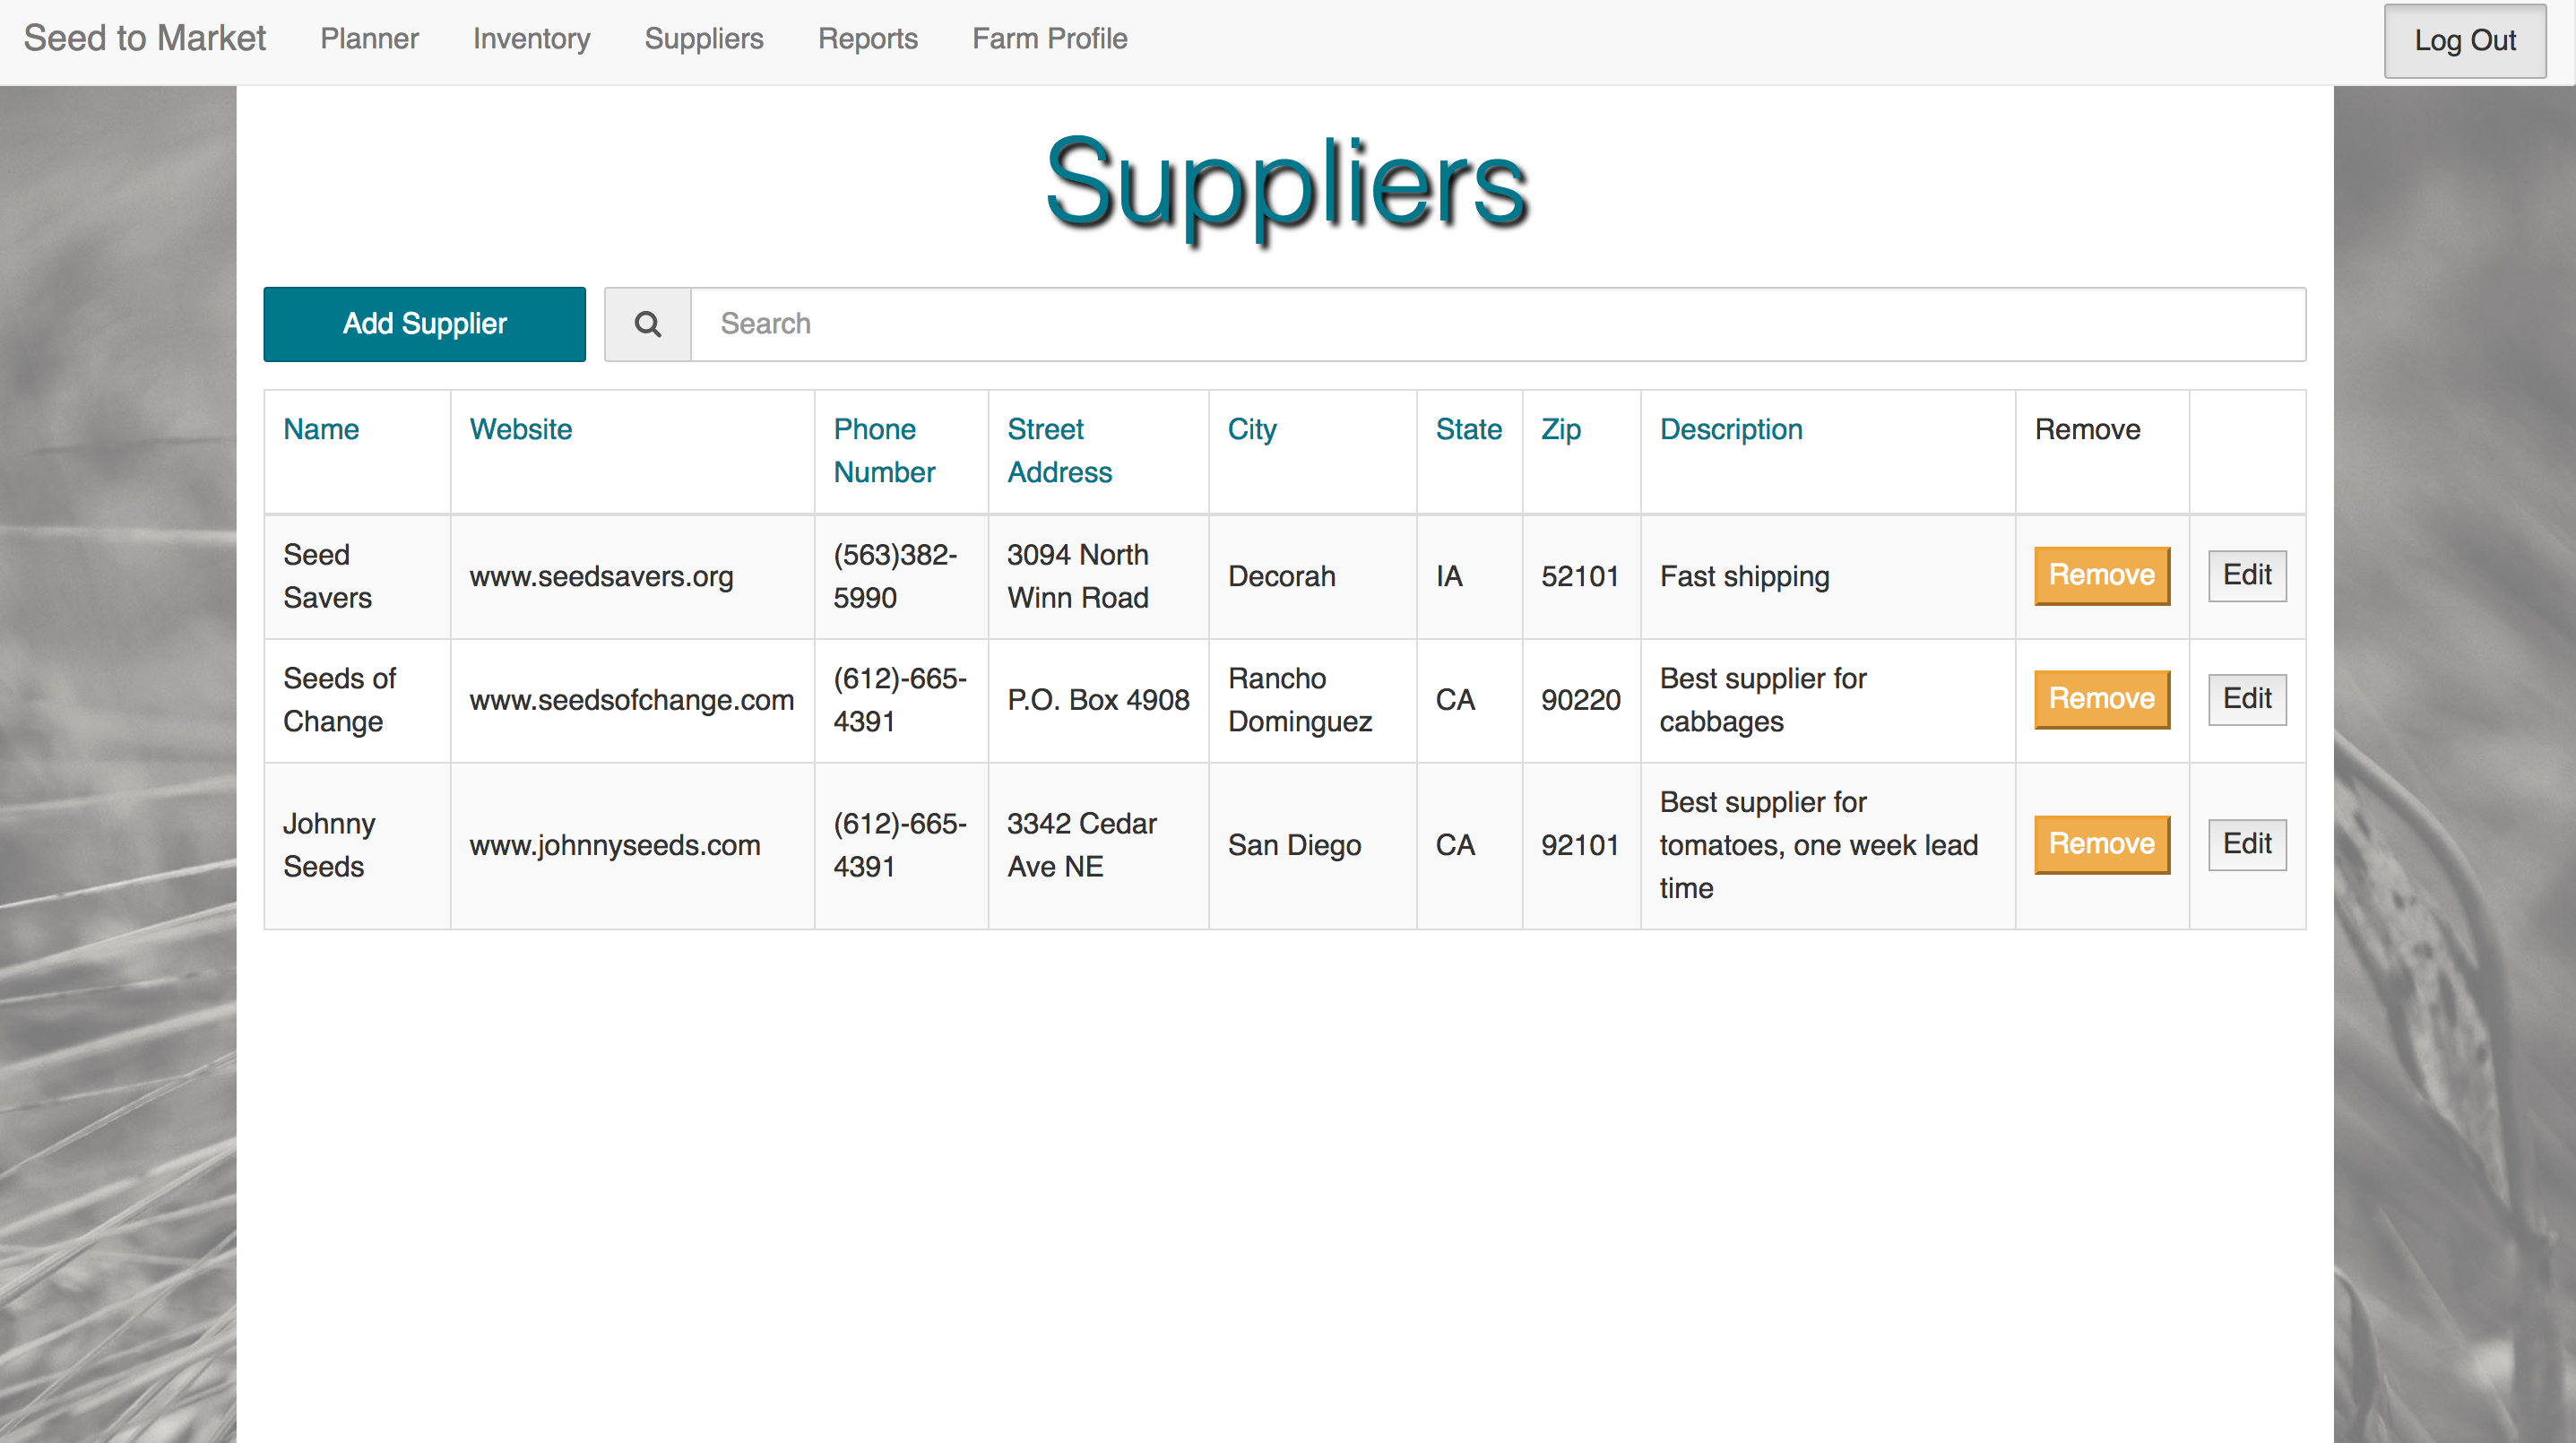 Seed to Market Planner Inventory Suppliers Reports Farm Profile Log Out
Suppliers
Add Supplier Search
Name Website Phone Number Street Address City State Zip Description Remove
Seed Savers www.seedsavers.org (563)382-5990 3094 North Winn Road Decorah IA 52101 Fast shipping Remove Edit
Seeds of Change www.seedsofchange.com (612)-665-4391 P.O. Box 4908 Rancho Dominguez CA 90220 Best supplier for cabbages Remove Edit
Johnny Seeds www.johnnyseeds.com (612)-665-4391 3342 Cedar Ave NE San Diego CA 92101 Best supplier for tomatoes, one week lead time Remove Edit